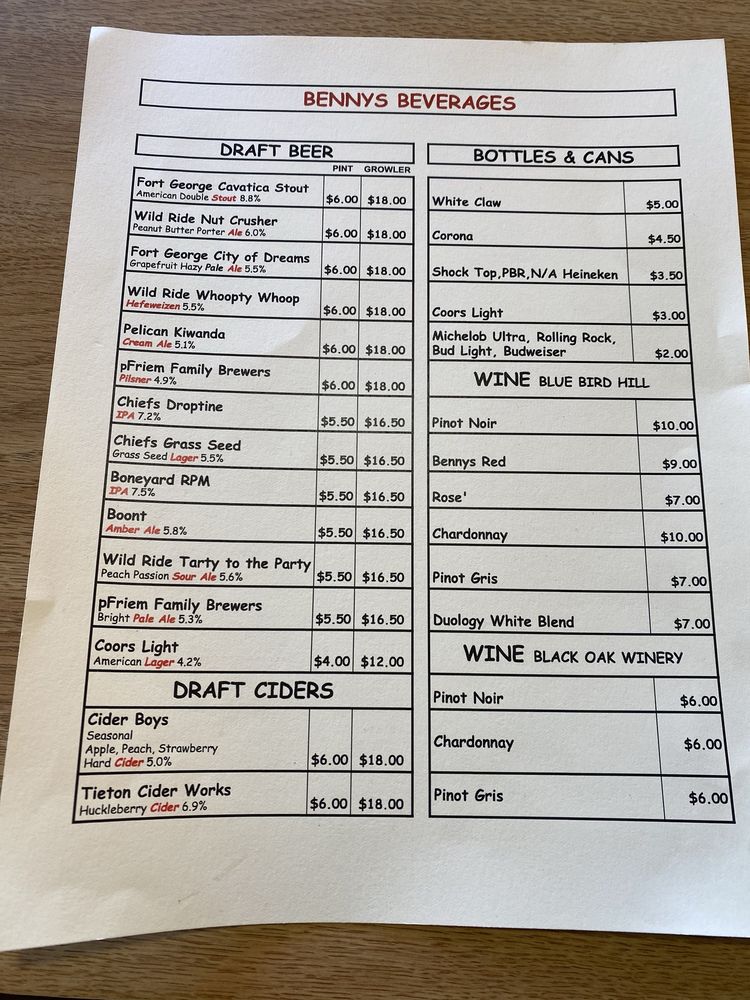 BENNYS BEVERAGES
DRAFT BEER
PINT GROWLER
Fort George Cavatica Stout
American Double Stout 8.8% $6.00 $18.00
Wild Ride Nut Crusher
Peanut Butter Porter Ale 6.0% $6.00 $18.00
Fort George City of Dreams
Grapefruit Hazy Pale Ale 5.5% $6.00 $18.00
Wild Ride Whoopty Whoop
Hefeweizen 5.5% $6.00 $18.00
Pelican Kiwanda
Cream Ale 5.1% $6.00 $18.00
pFriem Family Brewers
Pilsner 4.9% $6.00 $18.00
Chiefs Droptine
IPA 7.2% $5.50 $16.50
Chiefs Grass Seed
Grass Seed Lager 5.5% $5.50 $16.50
Boneyard RPM
IPA 7.5% $5.50 $16.50
Boont
Amber Ale 5.8% $5.50 $16.50
Wild Ride Tarty to the Party
Peach Passion Sour Ale 5.6% $5.50 $16.50
pFriem Family Brewers
Bright Pale Ale 5.3% $5.50 $16.50
Coors Light
American Lager 4.2% $4.00 $12.00
DRAFT CIDERS
Cider Boys
Seasonal
Apple, Peach, Strawberry
Hard Cider 5.0% $6.00 $18.00
Tieton Cider Works
Huckleberry Cider 6.9% $6.00 $18.00
BOTTLES & CANS
White Claw $5.00
Corona $4.50
Shock Top,PBR,N/A Heineken $3.50
Coors Light $3.00
Michelob Ultra, Rolling Rock,
Bud Light, Budweiser $2.00
WINE BLUE BIRD HILL
Pinot Noir $10.00
Bennys Red $9.00
Rose' $7.00
Chardonnay $10.00
Pinot Gris $7.00
Duology White Blend $7.00
WINE BLACK OAK WINERY
Pinot Noir $6.00
Chardonnay $6.00
Pinot Gris $6.00